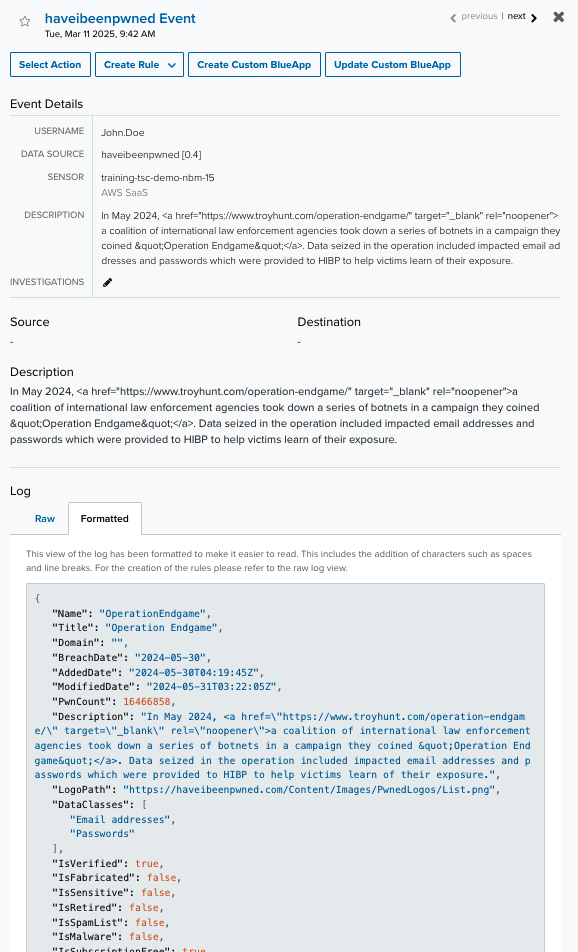 haveibeenpwned Event
previous | next
Tue, Mar 11 2025, 9:42 AM
Select Action
Create Rule
Create Custom BlueApp
Update Custom BlueApp
Event Details
USERNAME John.Doe
DATA SOURCE haveibeenpwned [0.4]
SENSOR training-tsc-demo-nbm-15
AWS SaaS
DESCRIPTION In May 2024, <a href="https://www.troyhunt.com/operation-endgame/" target="_blank" rel="noopener">
a coalition of international law enforcement agencies took down a series of botnets in a campaign they
coined &quot;Operation Endgame&quot;</a>. Data seized in the operation included impacted email ad
dresses and passwords which were provided to HIBP to help victims learn of their exposure.
INVESTIGATIONS
Source Destination
- -
Description
In May 2024, <a href="https://www.troyhunt.com/operation-endgame/" target="_blank" rel="noopener">a
coalition of international law enforcement agencies took down a series of botnets in a campaign they coined
&quot;Operation Endgame&quot;</a>. Data seized in the operation included impacted email addresses and
passwords which were provided to HIBP to help victims learn of their exposure.
Log
Raw Formatted
This view of the log has been formatted to make it easier to read. This includes the addition of characters such as spaces
and line breaks. For the creation of the rules please refer to the raw log view.
{
"Name": "OperationEndgame",
"Title": "Operation Endgame",
"Domain": "",
"BreachDate": "2024-05-30",
"AddedDate": "2024-05-30T04:19:45Z",
"ModifiedDate": "2024-05-31T03:22:05Z",
"PwnCount": 16466858,
"Description": "In May 2024, <a href=\"https://www.troyhunt.com/operation-endgam
e/\" target=\"_blank\" rel=\"noopener\">a coalition of international law enforcement
agencies took down a series of botnets in a campaign they coined &quot;Operation End
game&quot;</a>. Data seized in the operation included impacted email addresses and p
asswords which were provided to HIBP to help victims learn of their exposure.",
"LogoPath": "https://haveibeenpwned.com/Content/Images/PwnedLogos/List.png",
"DataClasses": [
"Email addresses",
"Passwords"
],
"IsVerified": true,
"IsFabricated": false,
"IsSensitive": false,
"IsRetired": false,
"IsSpamList": false,
"IsMalware": false,
"IsSubscriptionFree": true